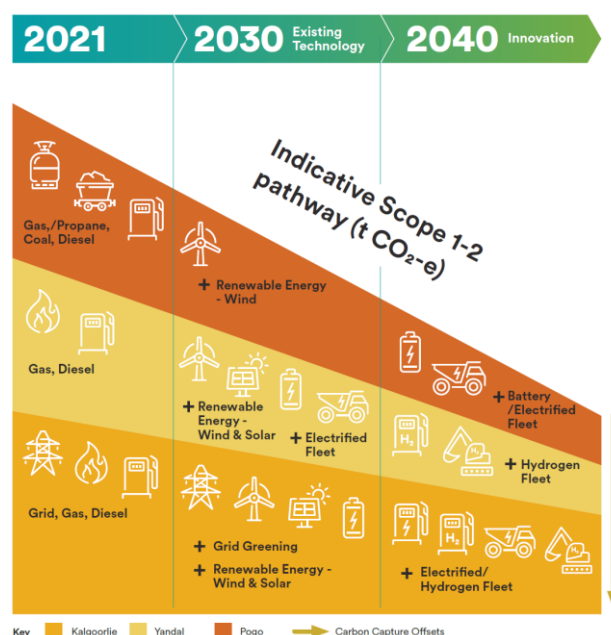 2021
2030 Existing
Technology
2040 Innovation
Indicative Scope 1-2
pathway (t CO₂-e)
Gas,/Propane,
Coal, Diesel
+ Renewable Energy
- Wind
+ Battery
/Electrified
Fleet
Gas, Diesel
+ Renewable
Energy -
Wind & Solar
+ Electrified
Fleet
H₂
H₂
+ Hydrogen
Fleet
Grid, Gas, Diesel
+ Grid Greening
+ Renewable Energy -
Wind & Solar
H₂
H₂
+ Electrified/
Hydrogen Fleet
Key Kalgoorlie Yandal Pogo Carbon Capture Offsets